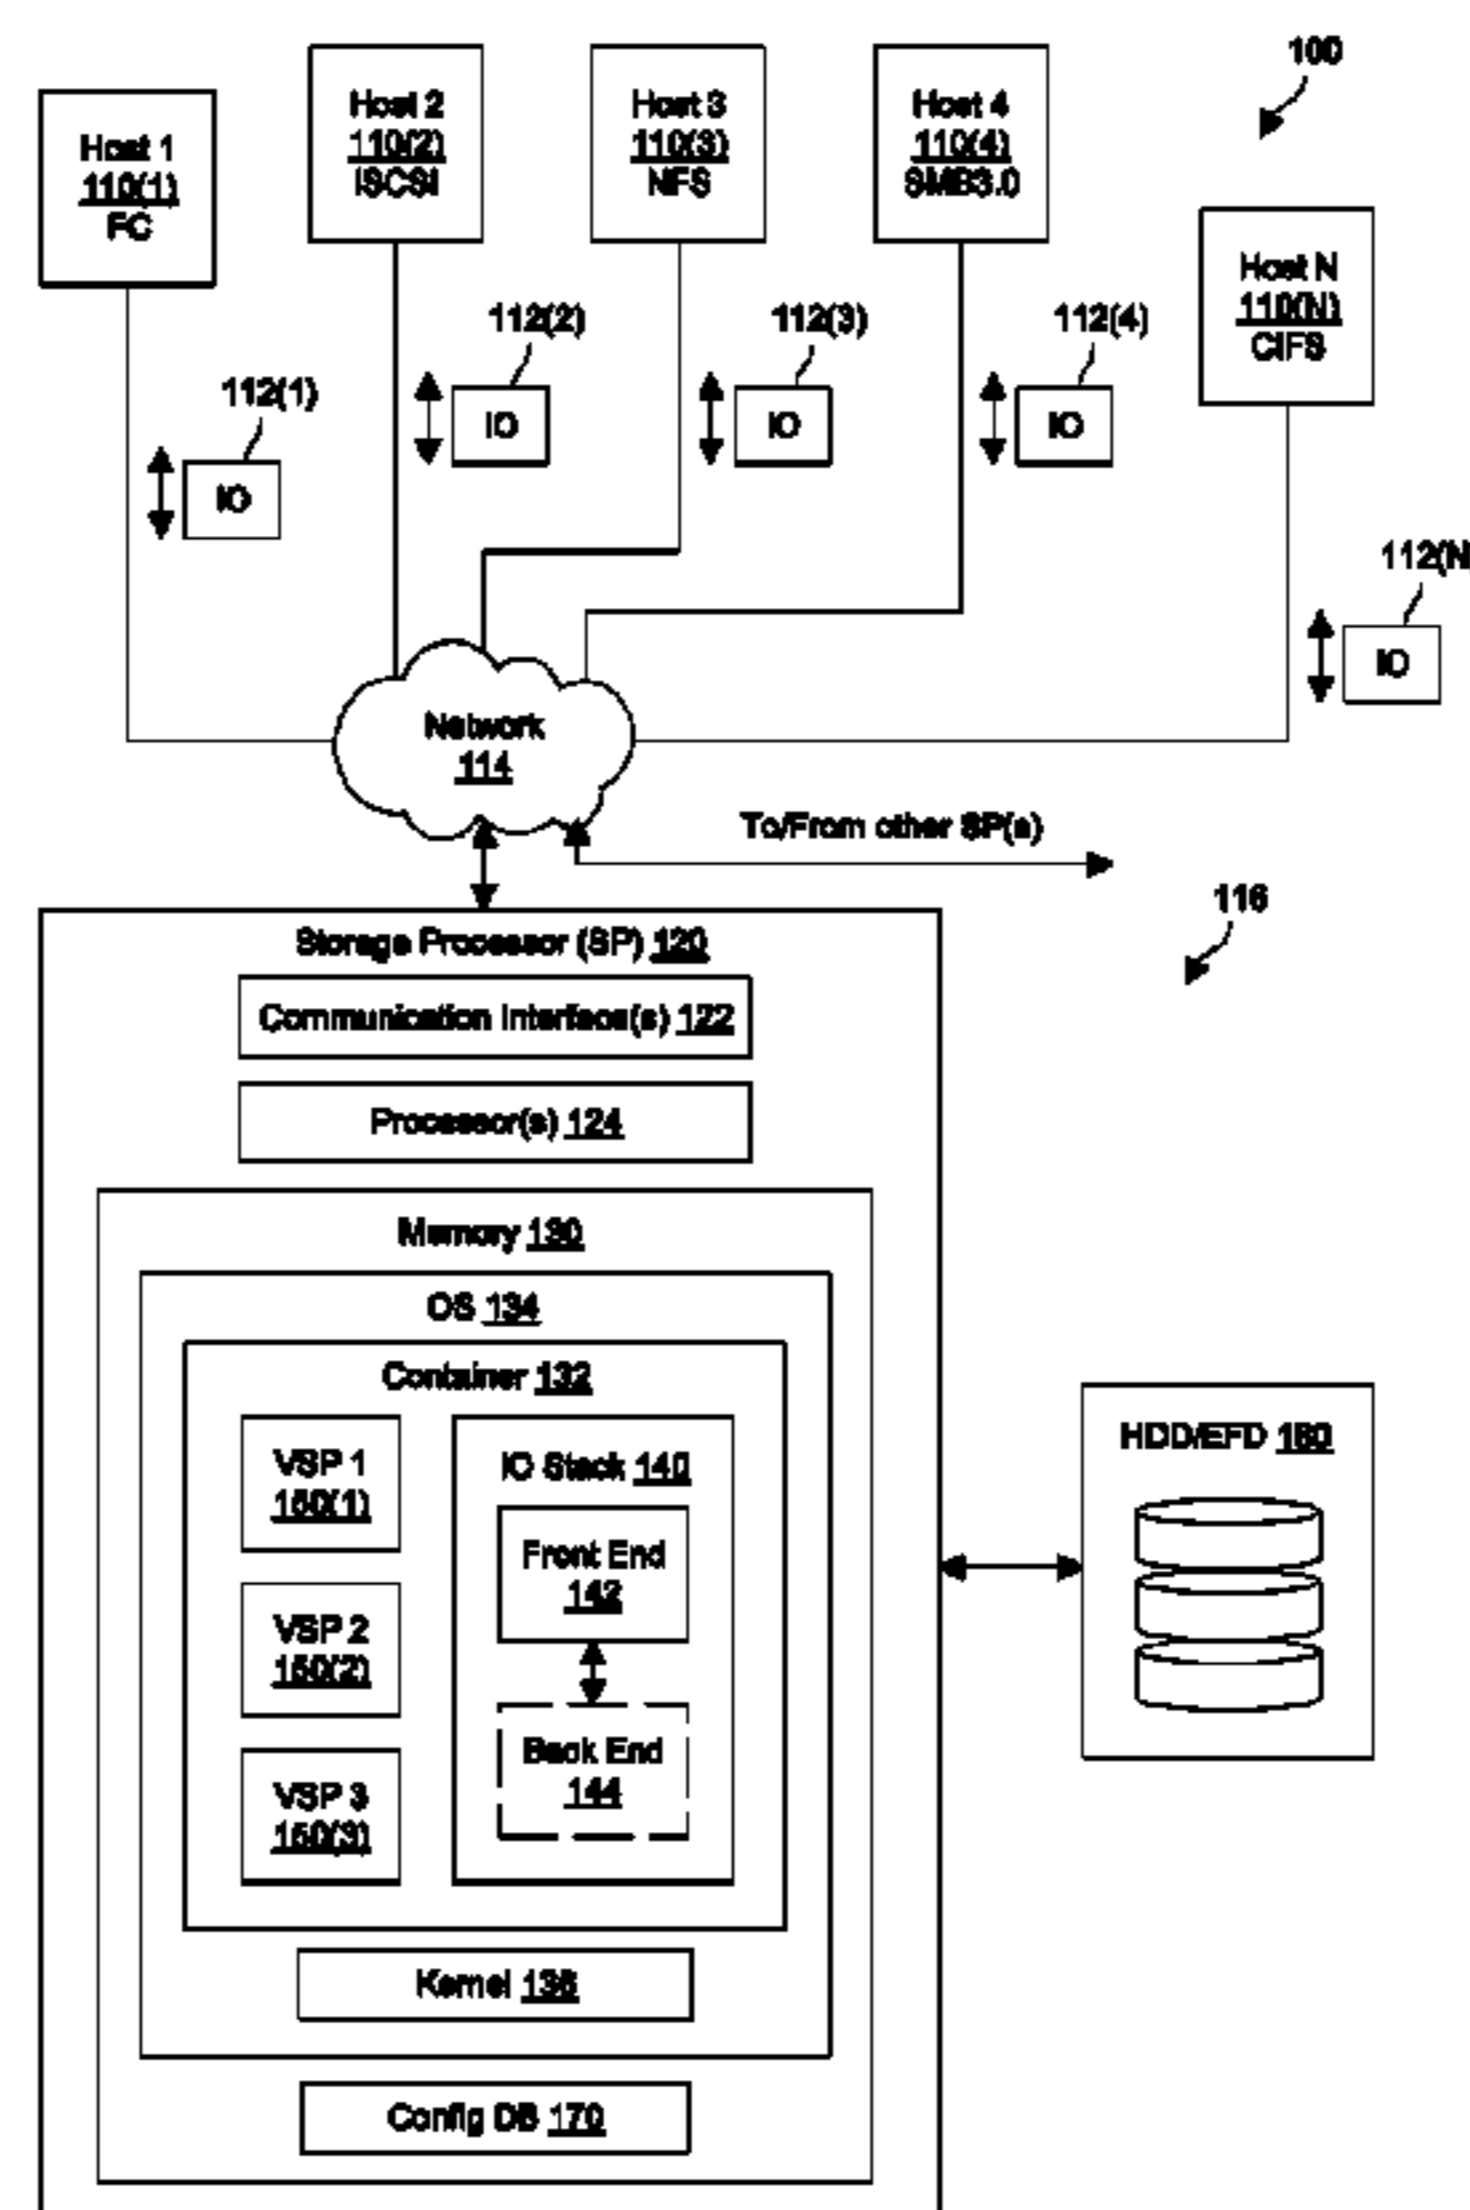 100
Host 1
110(1)
FC
Host 2
110(2)
ISCSI
Host 3
110(3)
NFS
Host 4
110(4)
SMB3.0
Host N
110(N)
CIFS
112(1)
IO
112(2)
IO
112(3)
IO
112(4)
IO
112(N
IO
Network
114
To/From other SP(s)
116
Storage Processor (SP) 120
Communication Interface(s) 122
Processor(s) 124
Memory 130
OS 134
Container 132
VSP 1
150(1)
VSP 2
150(2)
VSP 3
150(3)
IO Stack 140
Front End
142
Back End
144
Kernel 136
Config DB 170
HDD/EFD 180